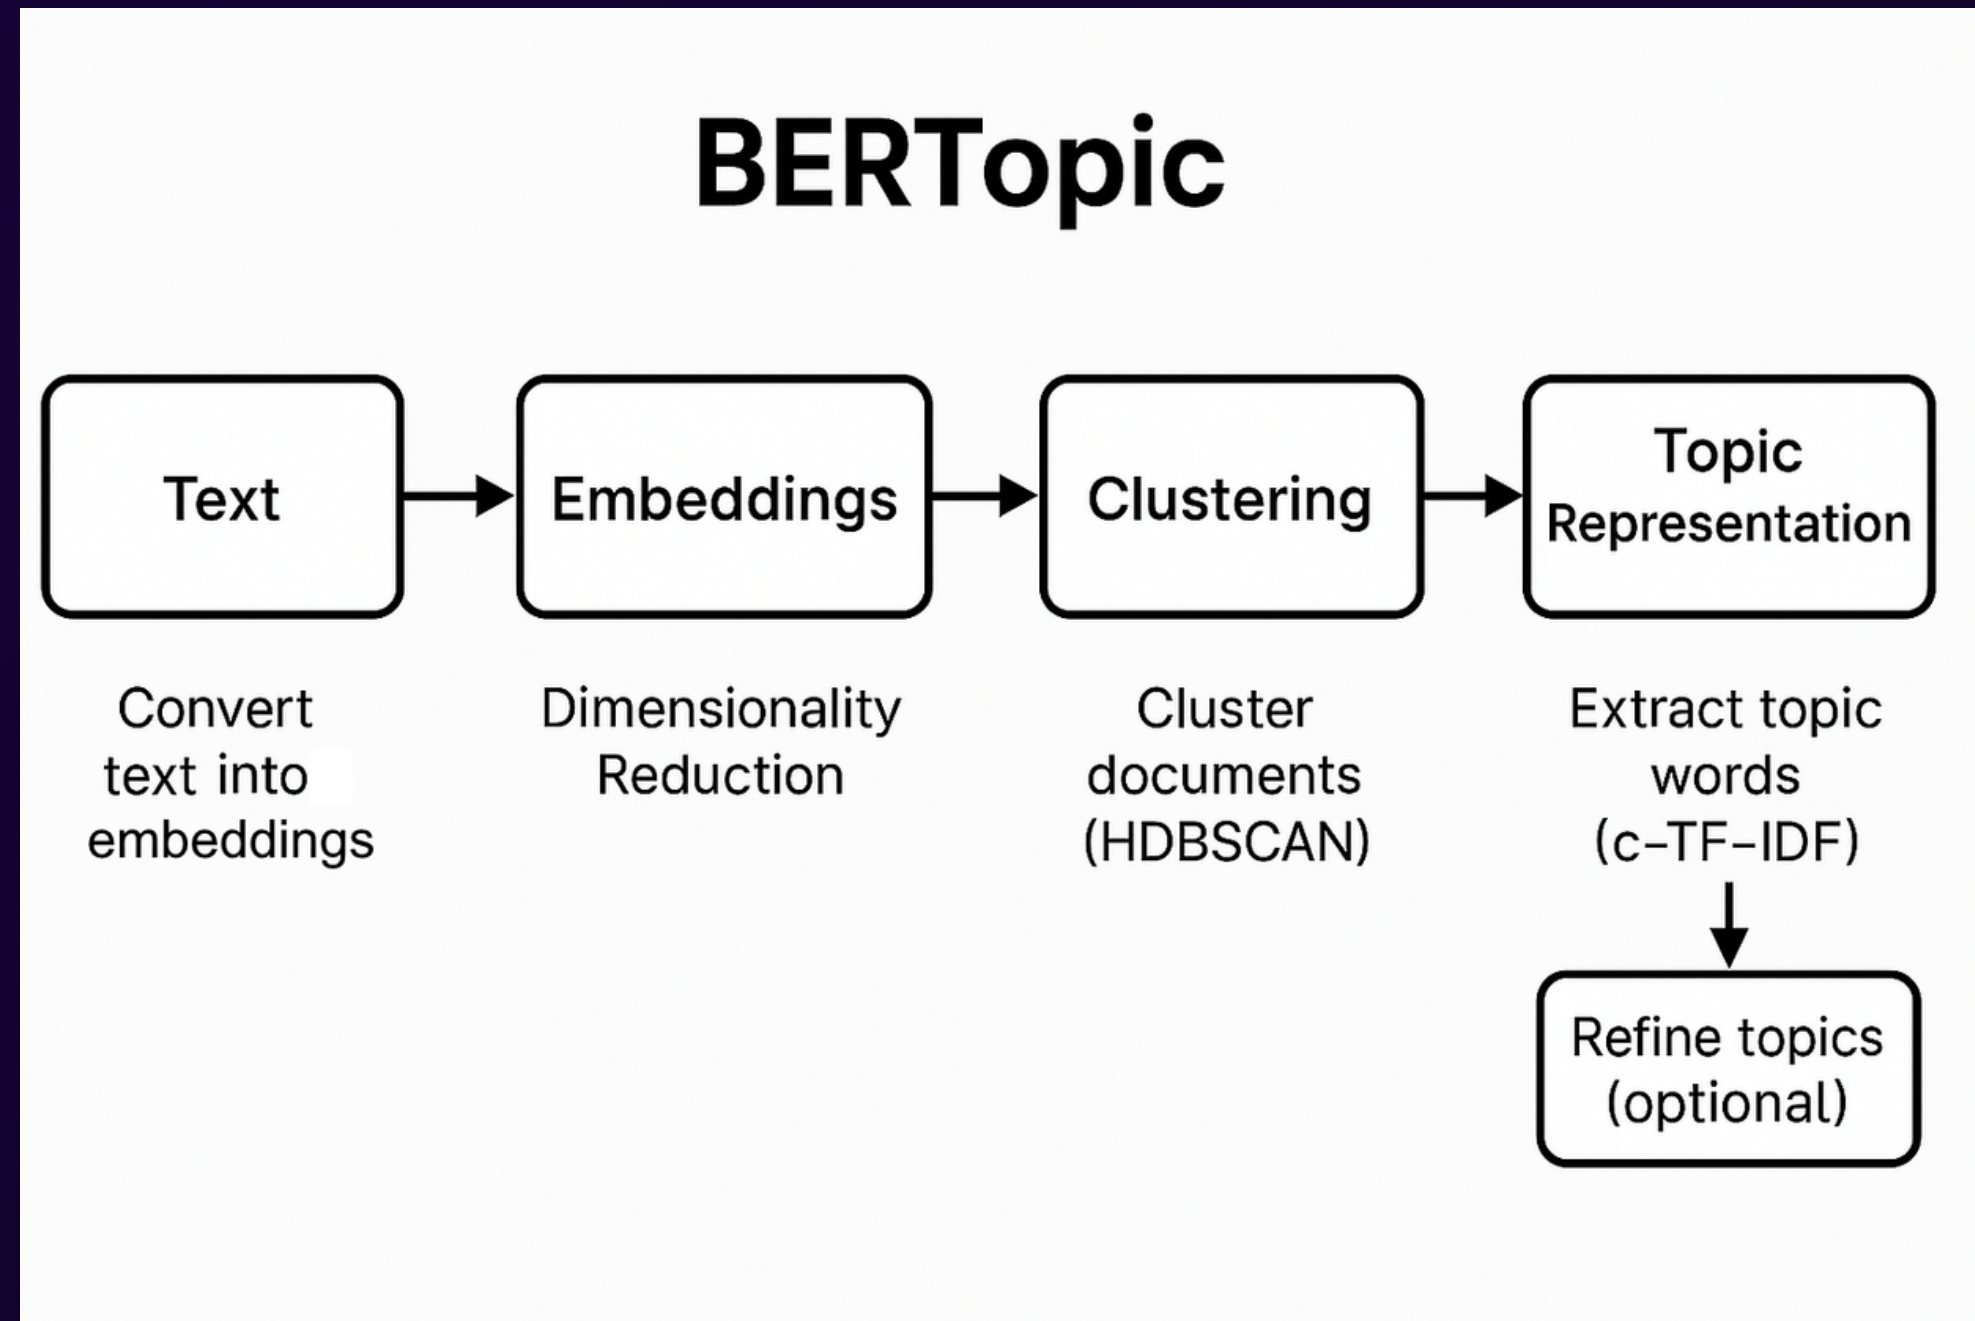 BERTopic
Text
Embeddings
Clustering
Topic
Representation
Convert
text into
embeddings
Dimensionality
Reduction
Cluster
documents
(HDBSCAN)
Extract topic
words
(c–TF–IDF)
Refine topics
(optional)